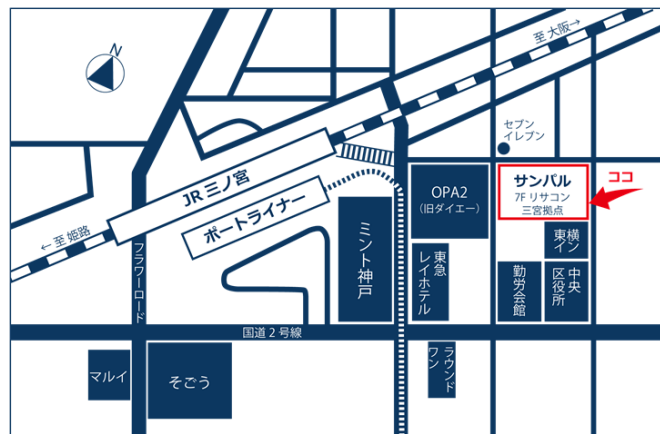 N
至 大阪→
セブン
イレブン
JR 三ノ宮
ポートライナー
←至 姫路
フラワーロード
ミント神戸
OPA2
（旧ダイエー）
サンパル
7F リサコン
三宮拠点
ココ
東急
レイホテル
東横
イン
勤労会館
中央
区役所
国道2号線
マルイ
そごう
ラウンド
ワン